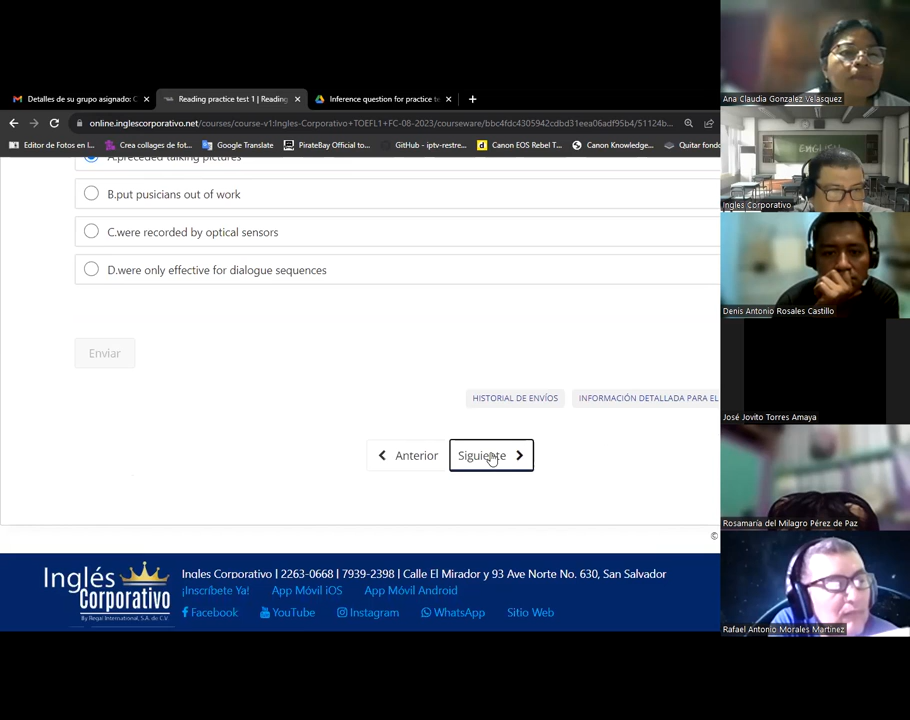 Detalles de su grupo asignado: C
Reading practice test 1 | Reading
Inference question for practice te
online.inglescorporativo.net/courses/course-v1:Ingles-Corporativo+TOEFL1+FC-08-2023/courseware/bbc4fdc4305942cdbd31eea06adf95b4/51124b...
Editor de Fotos en l...
Crea collages de fot...
Google Translate
PirateBay Official to...
GitHub - iptv-restre...
Canon EOS Rebel T...
Canon Knowledge...
Quitar fondo
A.preceded talking pictures
B.put pusicians out of work
C.were recorded by optical sensors
D.were only effective for dialogue sequences
Enviar
HISTORIAL DE ENVÍOS
INFORMACIÓN DETALLADA PARA EL
Anterior
Siguiente
©
Inglés
Corporativo
By Regal International, S.A. de C.V.
Ingles Corporativo | 2263-0668 | 7939-2398 | Calle El Mirador y 93 Ave Norte No. 630, San Salvador
¡Inscríbete Ya! App Móvil iOS App Móvil Android
Facebook YouTube Instagram WhatsApp Sitio Web
Ana Claudia Gonzalez Velasquez
ENGLISH
Ingles Corporativo
Denis Antonio Rosales Castillo
José Jovito Torres Amaya
Rosamaría del Milagro Pérez de Paz
Rafael Antonio Morales Martinez